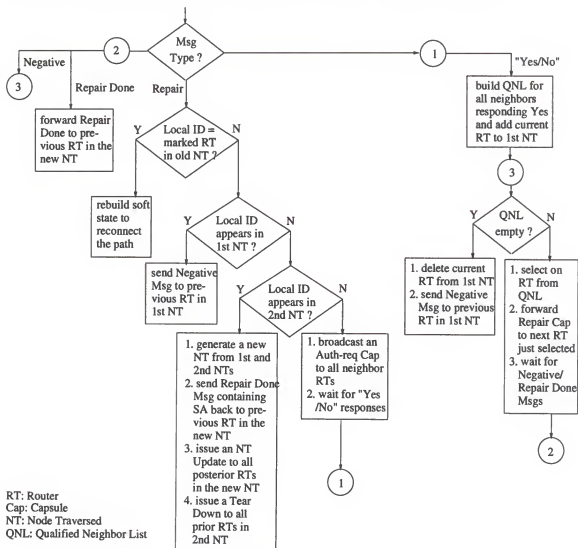 Msg
Type ?
2
1
Negative
3
Repair Done
Repair
"Yes/No"
forward Repair
Done to pre-
vious RT in the
new NT
Y
Local ID =
marked RT
in old NT ?
N
build QNL for
all neighbors
responding Yes
and add current
RT to 1st NT
3
rebuild soft
state to
reconnect
the path
Y
Local ID
appears in
1st NT ?
N
Y
QNL
empty ?
N
send Negative
Msg to pre-
vious RT in
1st NT
Y
Local ID
appears in
2nd NT ?
N
1. delete current
RT from 1st NT
2. send Negative
Msg to previous
RT in 1st NT
1. select on
RT from
QNL
2. forward
Repair Cap
to next RT
just selected
3. wait for
Negative/
Repair Done
Msgs
2
1. generate a new
NT from 1st and
2nd NTs
2. send Repair Done
Msg containing
SA back to pre-
vious RT in the
new NT
3. issue an NT
Update to all
posterior RTs
in the new NT
4. issue a Tear
Down to all
prior RTs in
2nd NT
1. broadcast an
Auth-req Cap
to all neighbor
RTs
2. wait for "Yes
/No" responses
1
RT: Router
Cap: Capsule
NT: Node Traversed
QNL: Qualified Neighbor List